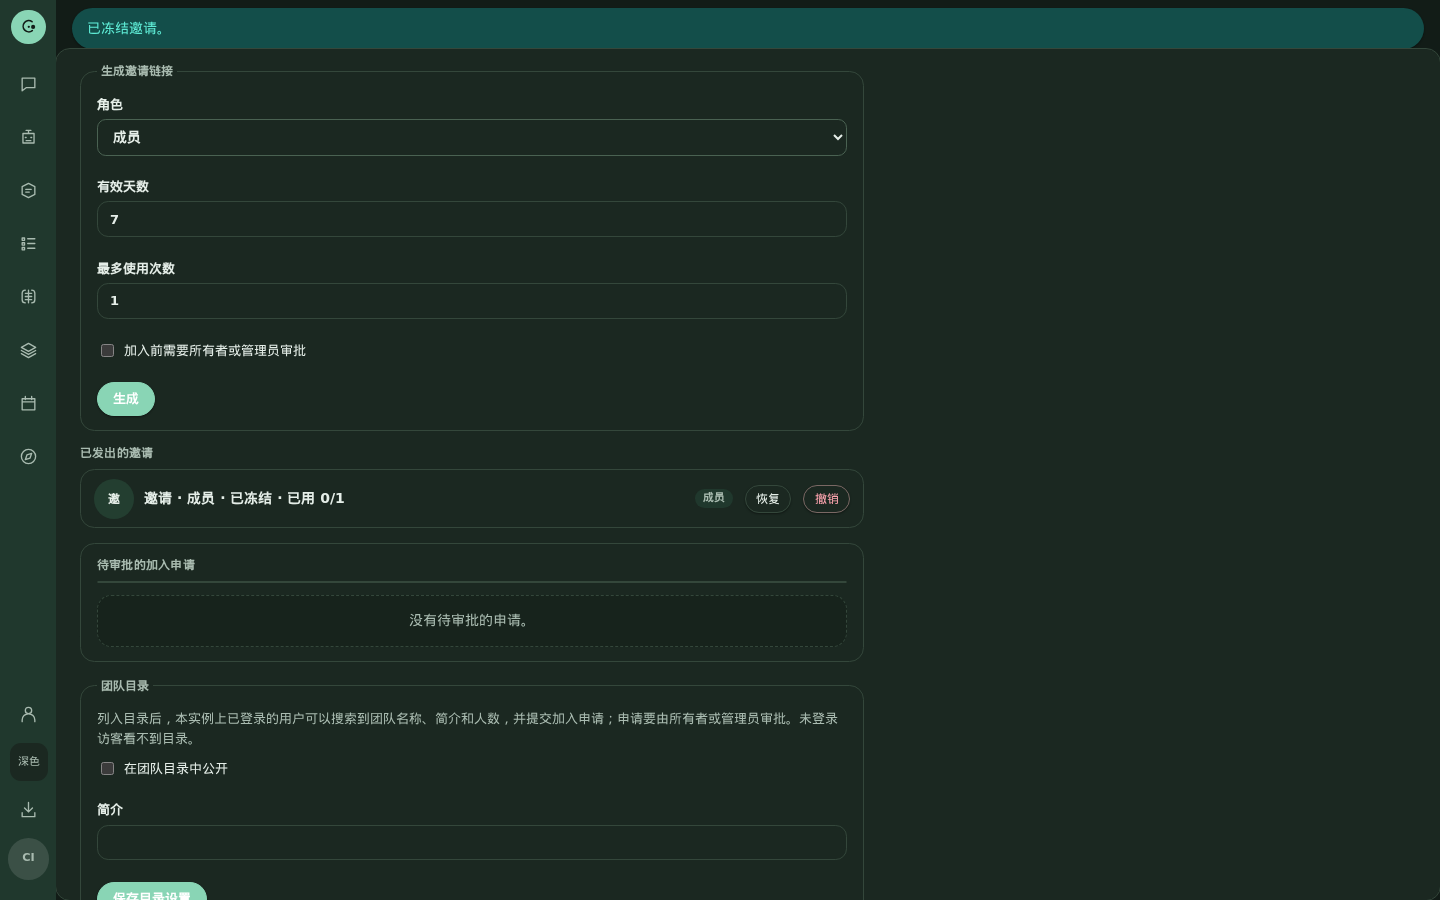 已冻结邀请。
生成邀请链接
角色
成员
有效天数
7
最多使用次数
1
加入前需要所有者或管理员审批
生成
已发出的邀请
邀 邀请 · 成员 · 已冻结 · 已用 0/1 成员 恢复 撤销
待审批的加入申请
没有待审批的申请。
团队目录
列入目录后，本实例上已登录的用户可以搜索到团队名称、简介和人数，并提交加入申请；申请要由所有者或管理员审批。未登录
访客看不到目录。
在团队目录中公开
简介
保存目录设置
深色
CI